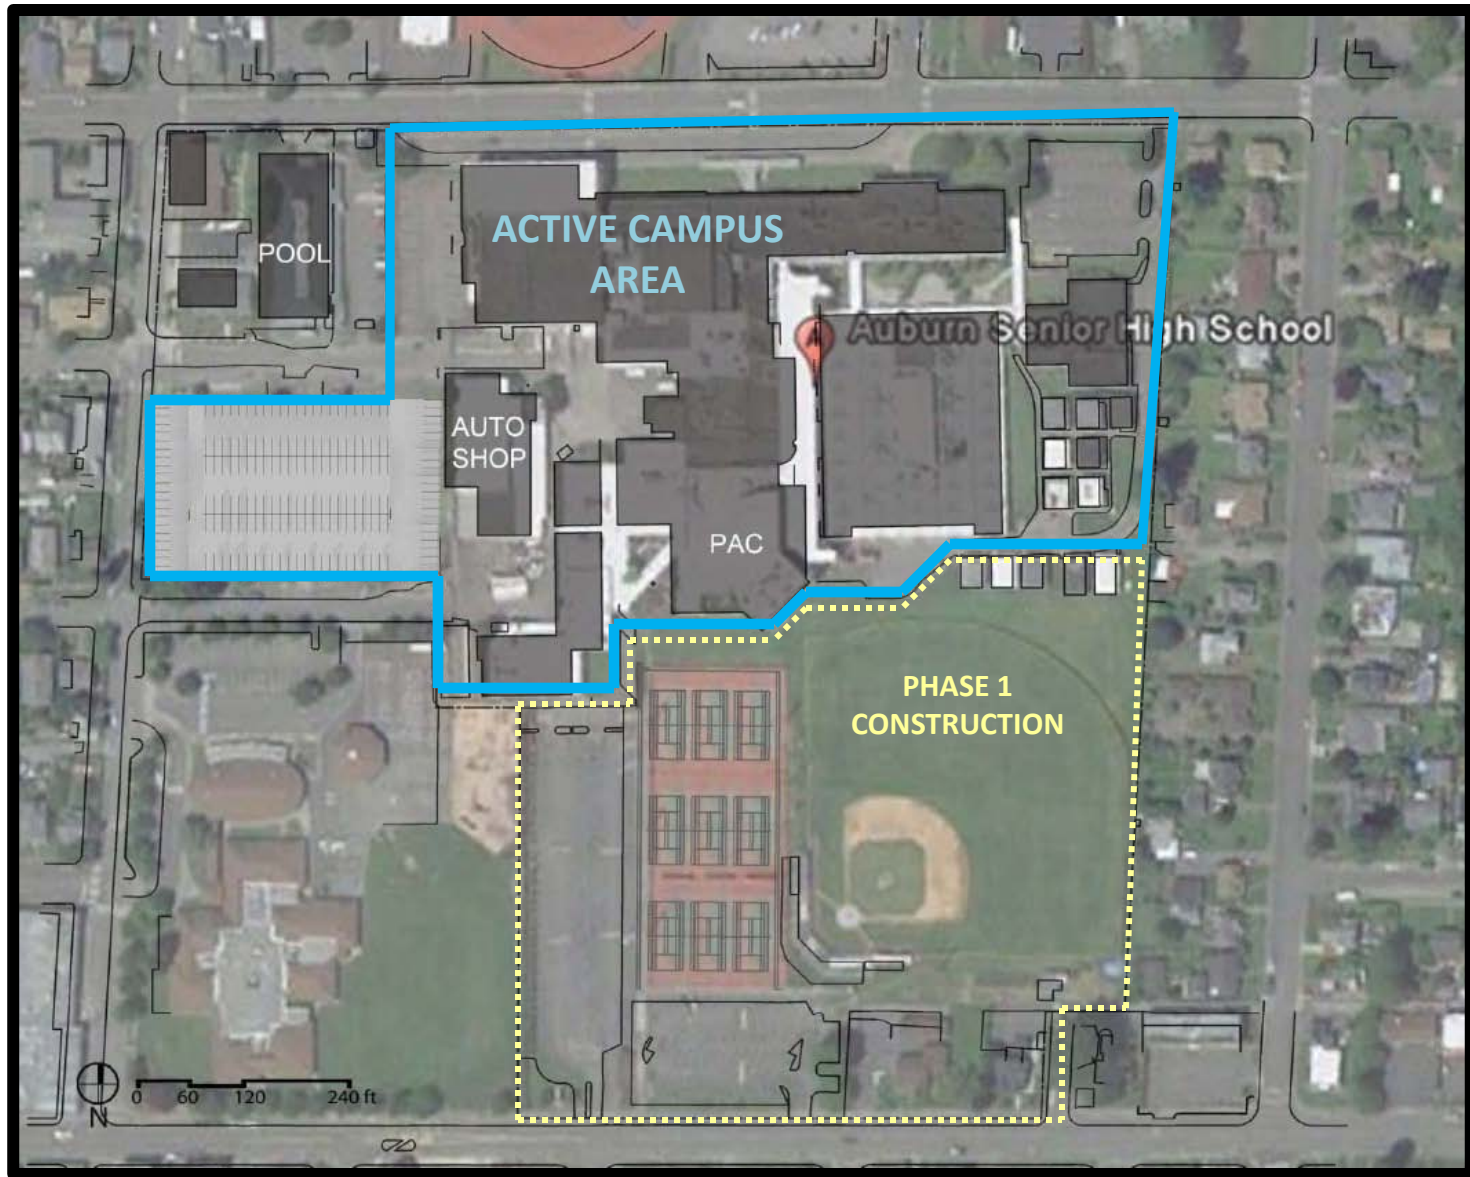 ACTIVE CAMPUS
AREA
POOL
A
Auburn Senior High School
AUTO
SHOP
PAC
PHASE 1
CONSTRUCTION
0 60 120 240 ft
N